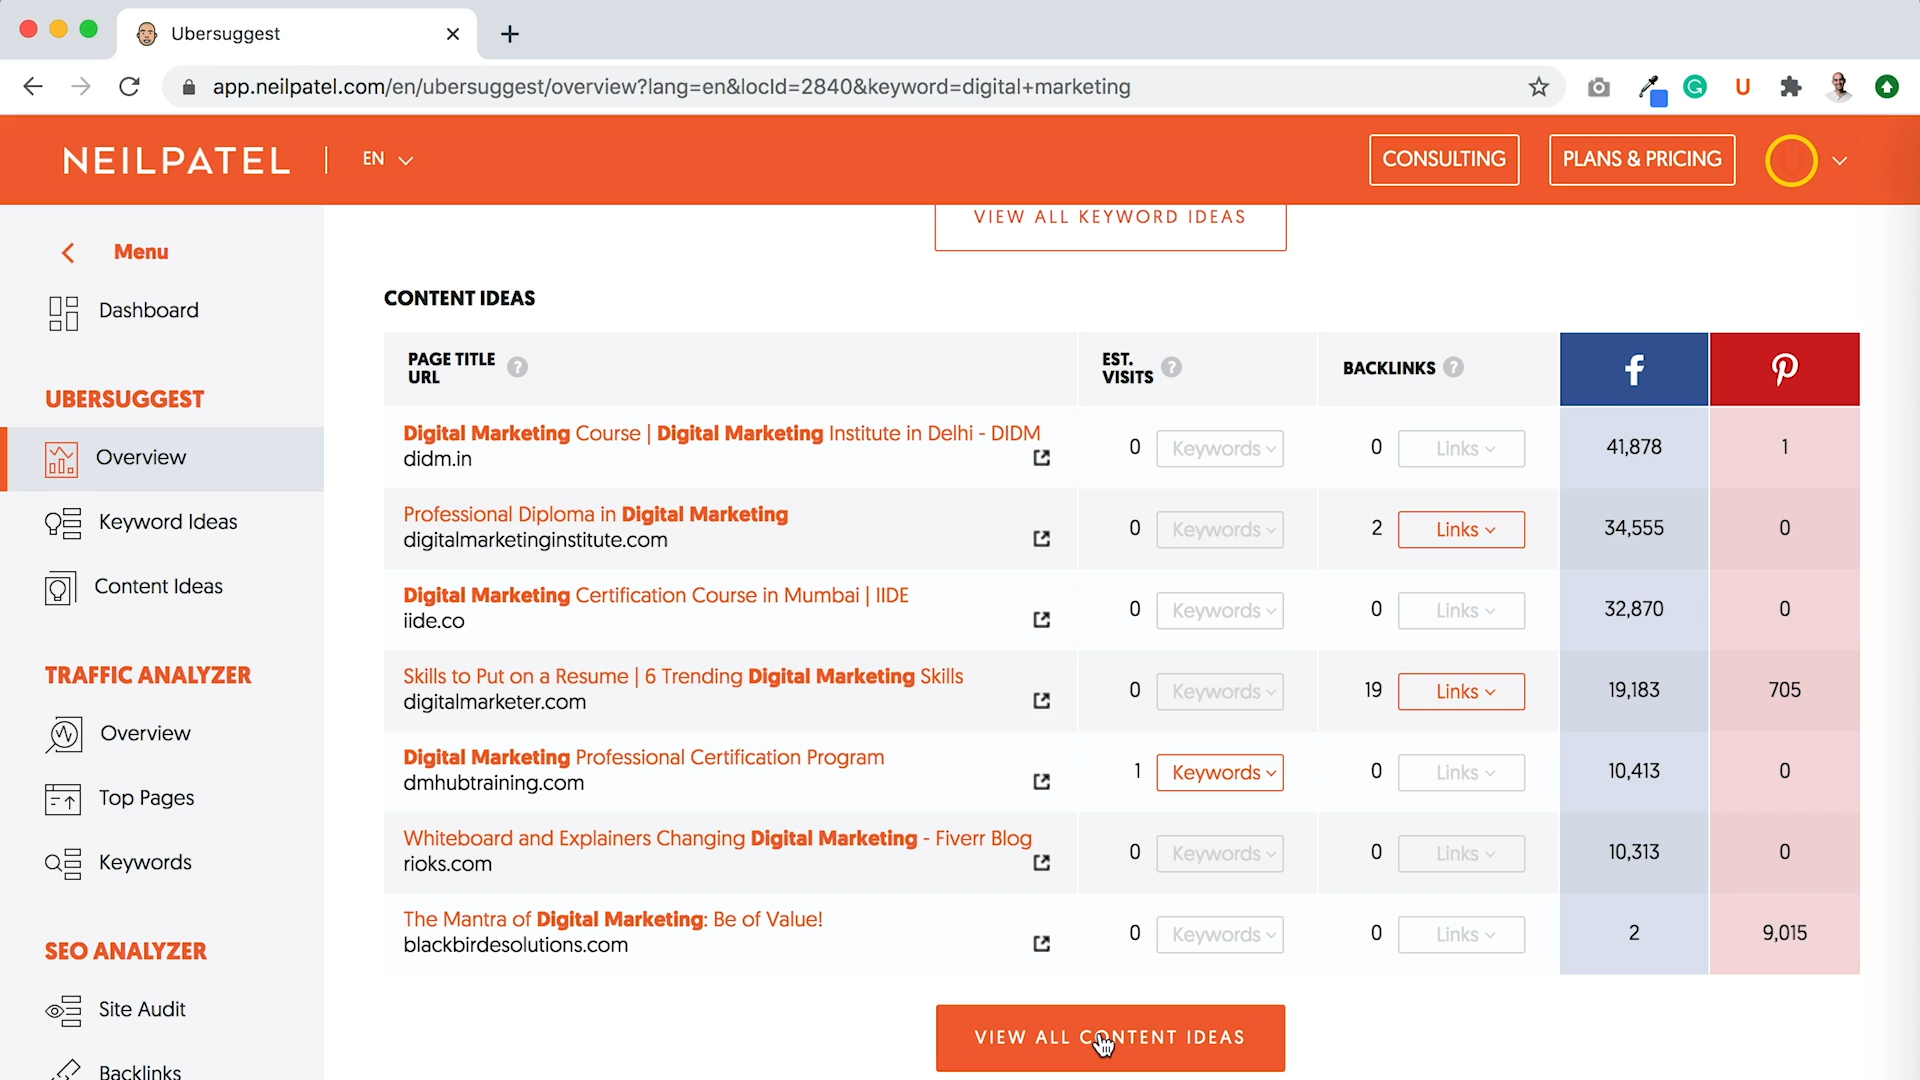 Ubersuggest
app.neilpatel.com/en/ubersuggest/overview?lang=en&locId=2840&keyword=digital+marketing
NEILPATEL
EN
CONSULTING
PLANS & PRICING
Menu
Dashboard
UBERSUGGEST
Overview
Keyword Ideas
Content Ideas
TRAFFIC ANALYZER
Overview
Top Pages
Keywords
SEO ANALYZER
Site Audit
Backlinks
VIEW ALL KEYWORD IDEAS
CONTENT IDEAS
PAGE TITLE
URL
?
EST.
VISITS
?
BACKLINKS ?
Digital Marketing Course | Digital Marketing Institute in Delhi - DIDM
didm.in
0 Keywords 0 Links 41,878 1
Professional Diploma in Digital Marketing
digitalmarketinginstitute.com
0 Keywords 2 Links 34,555 0
Digital Marketing Certification Course in Mumbai | IIDE
iide.co
0 Keywords 0 Links 32,870 0
Skills to Put on a Resume | 6 Trending Digital Marketing Skills
digitalmarketer.com
0 Keywords 19 Links 19,183 705
Digital Marketing Professional Certification Program
dmhubtraining.com
1 Keywords 0 Links 10,413 0
Whiteboard and Explainers Changing Digital Marketing - Fiverr Blog
rioks.com
0 Keywords 0 Links 10,313 0
The Mantra of Digital Marketing: Be of Value!
blackbirdesolutions.com
0 Keywords 0 Links 2 9,015
VIEW ALL CONTENT IDEAS